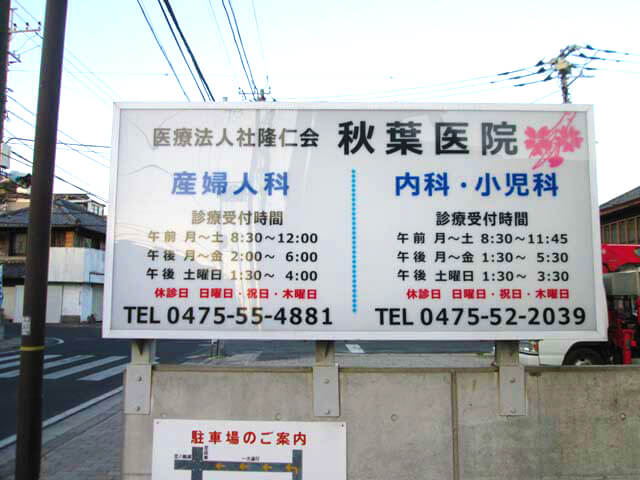 医療法人社隆仁会 秋葉医院
産婦人科
診療受付時間
午前 月～土 8:30～12:00
午後 月～金 2:00～ 6:00
午後 土曜日 1:30～ 4:00
休診日 日曜日・祝日・木曜日
TEL 0475-55-4881
内科・小児科
診療受付時間
午前 月～土 8:30～11:45
午後 月～金 1:30～ 5:30
午後 土曜日 1:30～ 3:30
休診日 日曜日・祝日・木曜日
TEL 0475-52-2039
駐車場のご案内
一方通行